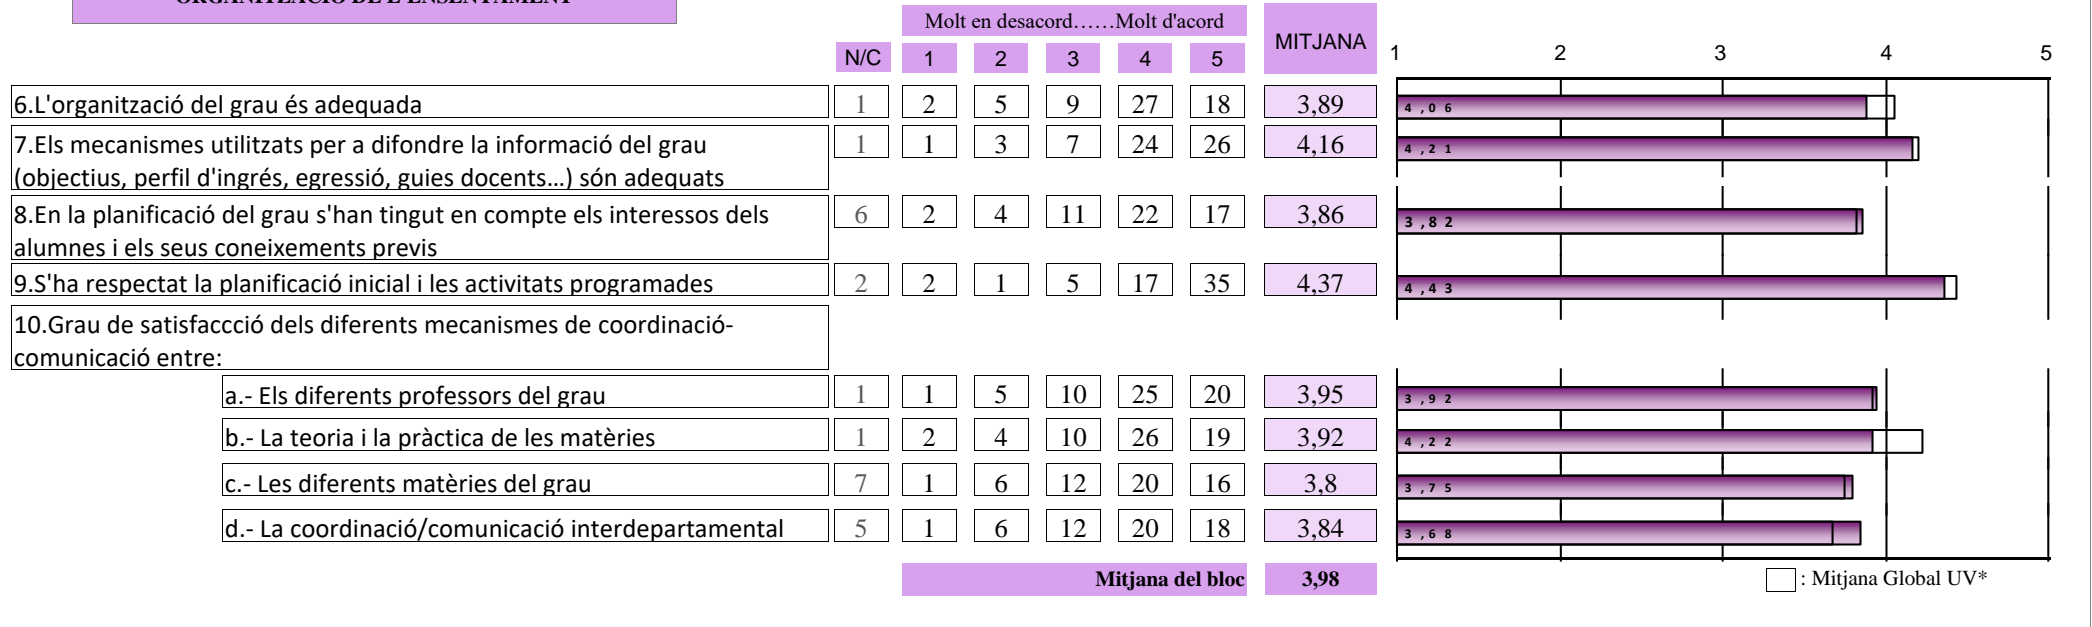 Molt en desacord……Molt d'acord
MITJANA
N/C 1 2 3 4 5
1 2 3 4 5
6.L'organització del grau és adequada 1 2 5 9 27 18 3,89 4,06
7.Els mecanismes utilitzats per a difondre la informació del grau
(objectius, perfil d'ingrés, egressió, guies docents...) són adequats 1 1 3 7 24 26 4,16 4,21
8.En la planificació del grau s'han tingut en compte els interessos dels
alumnes i els seus coneixements previs 6 2 4 11 22 17 3,86 3,82
9.S'ha respectat la planificació inicial i les activitats programades 2 2 1 5 17 35 4,37 4,43
10.Grau de satisfaccció dels diferents mecanismes de coordinació-
comunicació entre:
a.- Els diferents professors del grau 1 1 5 10 25 20 3,95 3,92
b.- La teoria i la pràctica de les matèries 1 2 4 10 26 19 3,92 4,22
c.- Les diferents matèries del grau 7 1 6 12 20 16 3,8 3,75
d.- La coordinació/comunicació interdepartamental 5 1 6 12 20 18 3,84 3,68
Mitjana del bloc 3,98
: Mitjana Global UV*